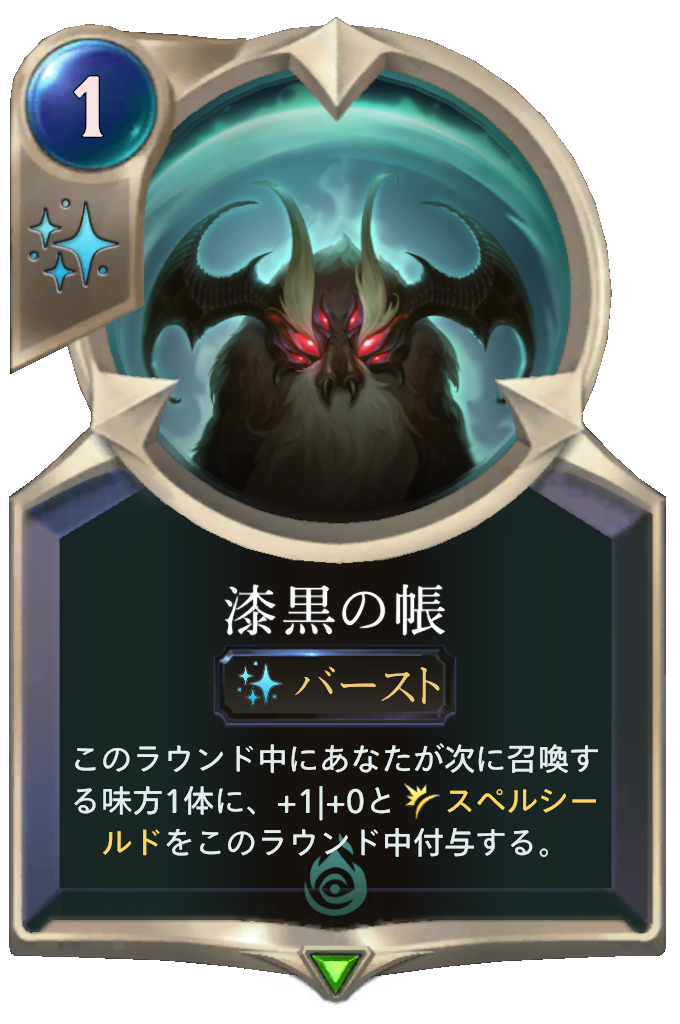 1
漆黒の帳
バースト
このラウンド中にあなたが次に召喚す
る味方1体に、+1|+0と スペルシー
ルドをこのラウンド中付与する。